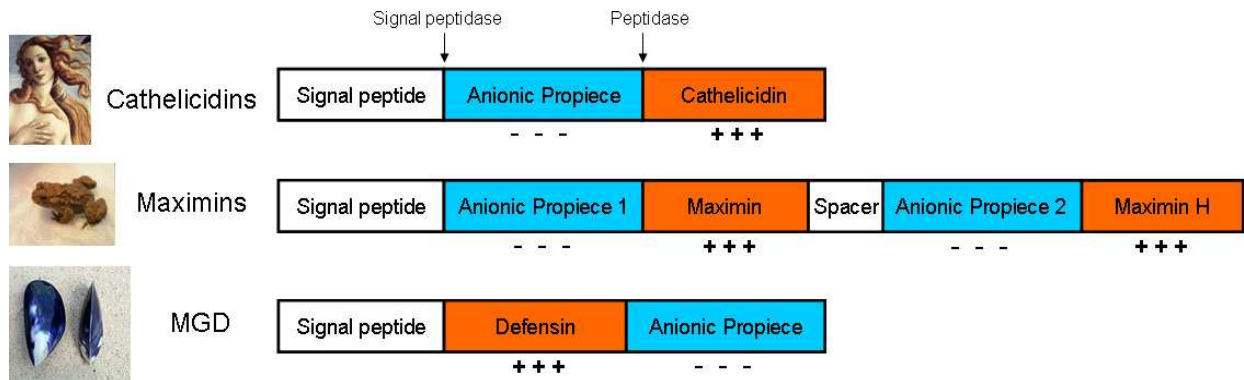 Signal peptidase Peptidase
Cathelicidins Signal peptide Anionic Propiece Cathelicidin
- - - + + +
Maximins Signal peptide Anionic Propiece 1 Maximin Spacer Anionic Propiece 2 Maximin H
- - - + + + - - - + + +
MGD Signal peptide Defensin Anionic Propiece
+ + + - - -